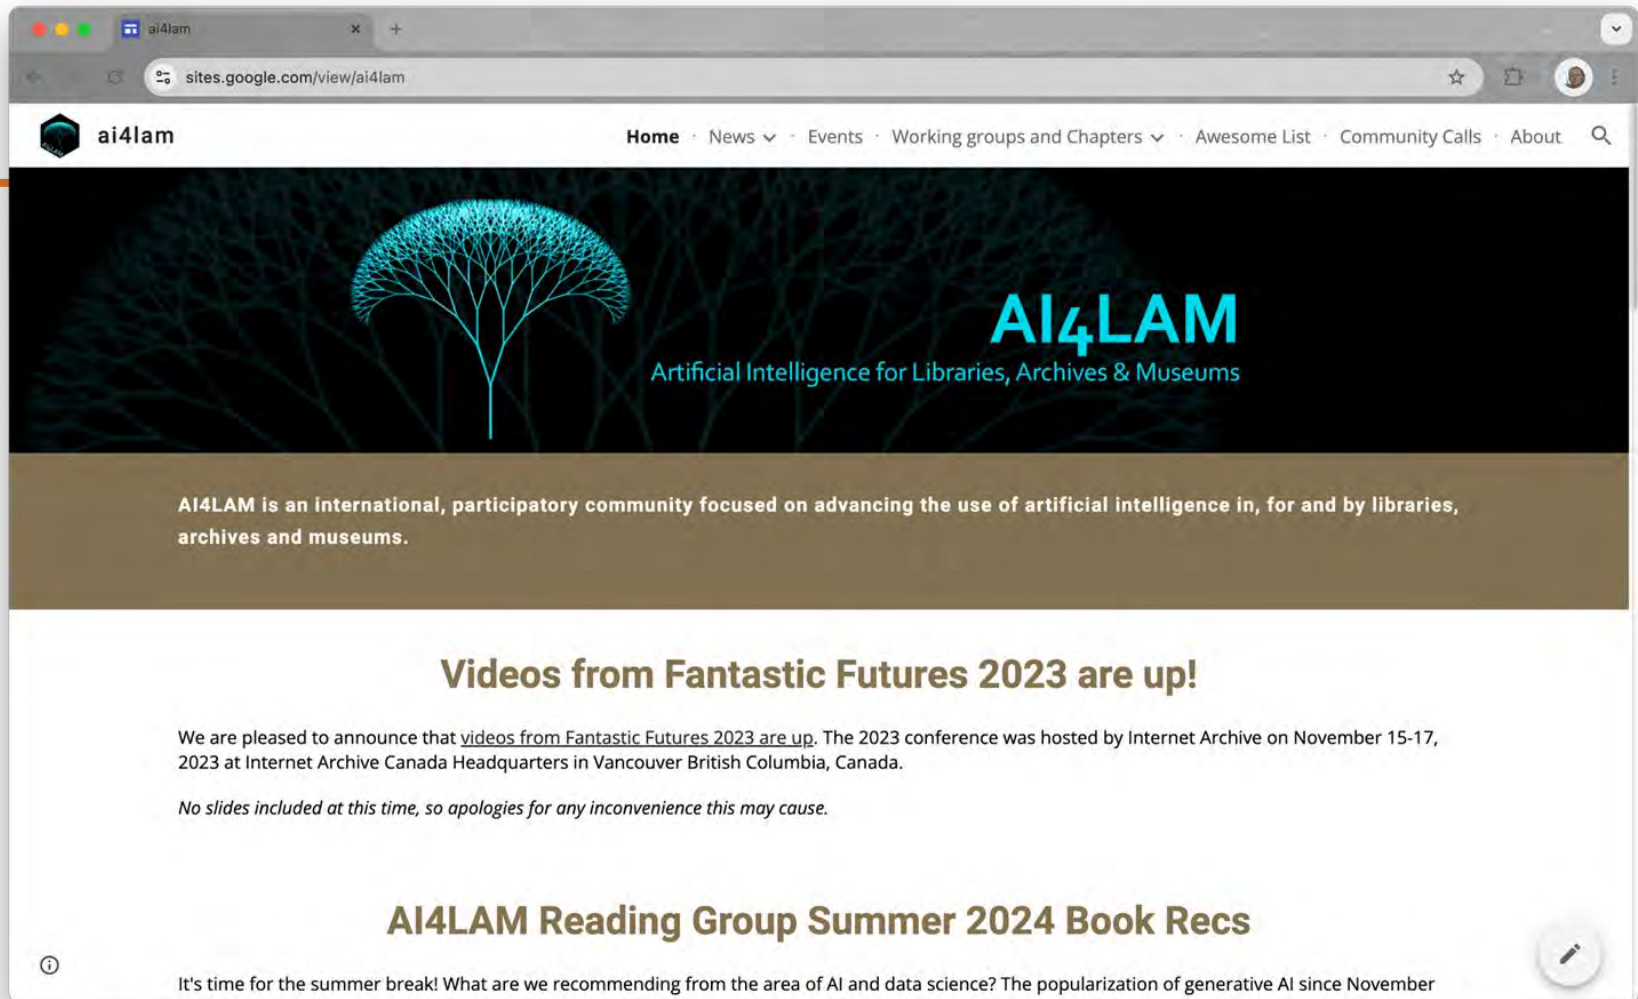 ai4lam
sites.google.com/view/ai4lam
ai4lam
Home · News · Events · Working groups and Chapters · Awesome List · Community Calls · About
AI4LAM
Artificial Intelligence for Libraries, Archives & Museums
AI4LAM is an international, participatory community focused on advancing the use of artificial intelligence in, for and by libraries,
archives and museums.
Videos from Fantastic Futures 2023 are up!
We are pleased to announce that videos from Fantastic Futures 2023 are up. The 2023 conference was hosted by Internet Archive on November 15-17,
2023 at Internet Archive Canada Headquarters in Vancouver British Columbia, Canada.
No slides included at this time, so apologies for any inconvenience this may cause.
AI4LAM Reading Group Summer 2024 Book Recs
It's time for the summer break! What are we recommending from the area of AI and data science? The popularization of generative AI since November